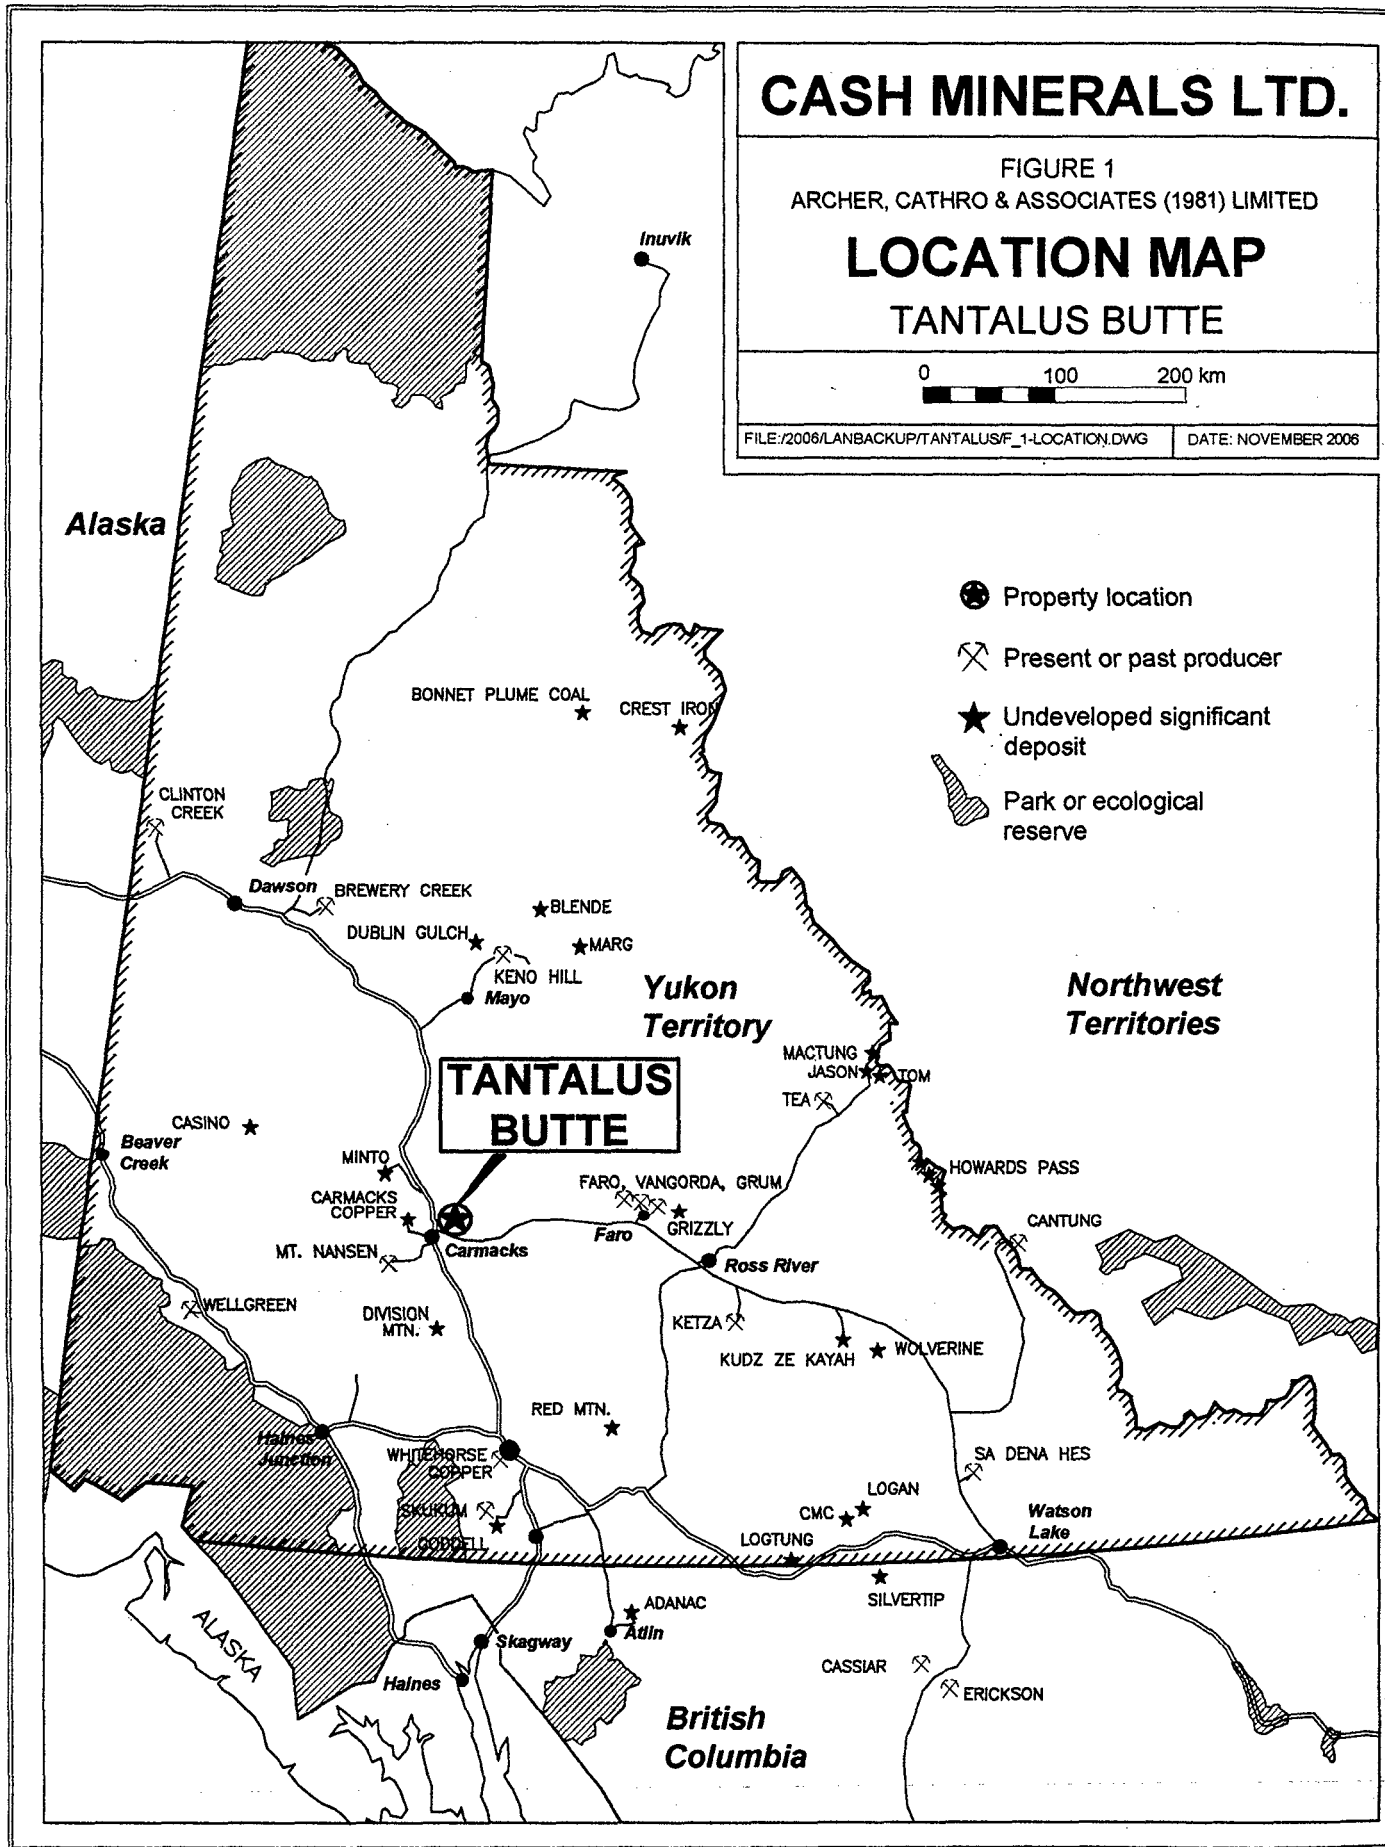 CASH MINERALS LTD.
FIGURE 1
ARCHER, CATHRO & ASSOCIATES (1981) LIMITED
LOCATION MAP
TANTALUS BUTTE
0 100 200 km
FILE:/2006/LANBACKUP/TANTALUS/F_1-LOCATION.DWG
DATE: NOVEMBER 2006
Inuvik
Alaska
Property location
Present or past producer
Undeveloped significant
deposit
Park or ecological
reserve
BONNET PLUME COAL
CREST IRON
CLINTON
CREEK
Dawson
BREWERY CREEK
BLENDE
DUBLIN GULCH
MARG
KENO HILL
Mayo
Yukon
Territory
Northwest
Territories
MACTUNG
JASON
TOM
TEA
TANTALUS
BUTTE
CASINO
Beaver
Creek
MINTO
HOWARDS PASS
FARO, VANGORDA, GRUM
CARMACKS
COPPER
GRIZZLY
Faro
CANTUNG
Carmacks
MT. NANSEN
Ross River
WELLGREEN
DIVISION
MTN.
KETZA
KUDZ ZE KAYAH
WOLVERINE
RED MTN.
Haines
Junction
WHITEHORSE
COPPER
SA DENA HES
SKUKUM
GODDELL
LOGAN
CMC
Watson
Lake
LOGTUNG
SILVERTIP
ADANAC
Atlin
ALASKA
Skagway
Haines
CASSIAR
ERICKSON
British
Columbia